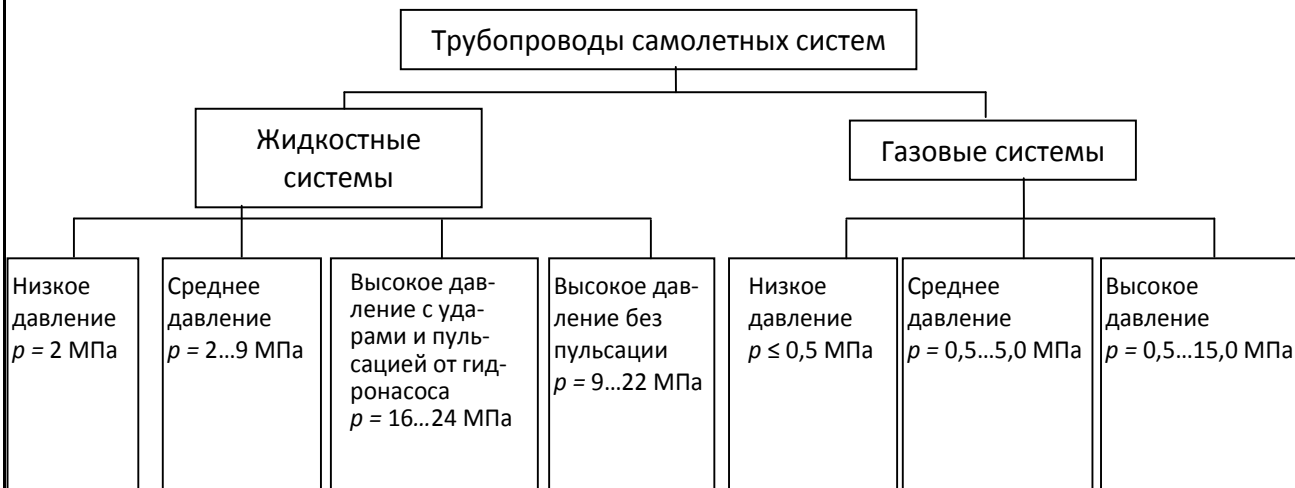 Трубопроводы самолетных систем
Жидкостные
системы
Газовые системы
Низкое
давление
p = 2 МПа
Среднее
давление
p = 2...9 МПа
Высокое дав-
ление с уда-
рами и пуль-
сацией от гид-
ронасоса
p = 16...24 МПа
Высокое дав-
ление без
пульсации
p = 9...22 МПа
Низкое
давление
p ≤ 0,5 МПа
Среднее
давление
p = 0,5...5,0 МПа
Высокое
давление
p = 0,5...15,0 МПа